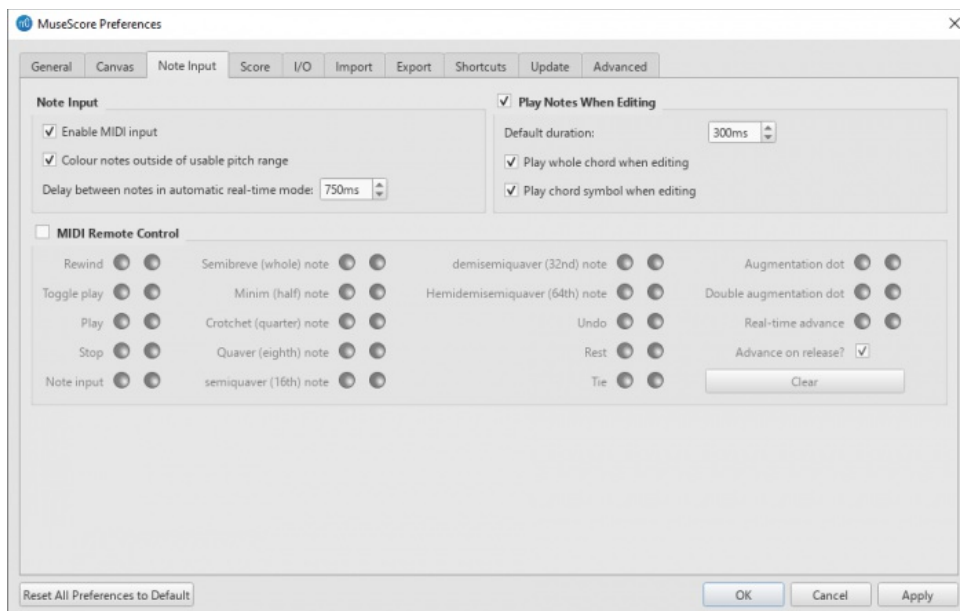 MuseScore Preferences
General Canvas Note Input Score I/O Import Export Shortcuts Update Advanced
Note Input
Enable MIDI input
Colour notes outside of usable pitch range
Delay between notes in automatic real-time mode: 750ms
Play Notes When Editing
Default duration: 300ms
Play whole chord when editing
Play chord symbol when editing
MIDI Remote Control
Rewind Semibreve (whole) note demisemiquaver (32nd) note Augmentation dot
Toggle play Minim (half) note Hemidemisemiquaver (64th) note Double augmentation dot
Play Crotchet (quarter) note Undo Real-time advance
Stop Quaver (eighth) note Rest Advance on release?
Note input semiquaver (16th) note Tie Clear
Reset All Preferences to Default OK Cancel Apply